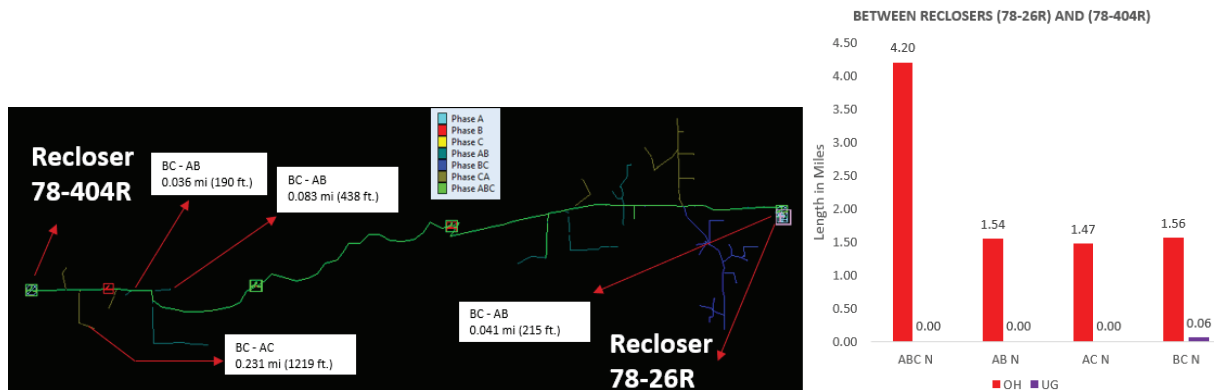 Recloser
78-404R
BC - AB
0.036 mi (190 ft.)
BC - AB
0.083 mi (438 ft.)
Phase A
Phase B
Phase C
Phase AB
Phase BC
Phase CA
Phase ABC
BC - AB
0.041 mi (215 ft.)
BC - AC
0.231 mi (1219 ft.)
Recloser
78-26R
BETWEEN RECLOSERS (78-26R) AND (78-404R)
Length in Miles
4.50
4.00
3.50
3.00
2.50
2.00
1.50
1.00
0.50
0.00
4.20
0.00
1.54
0.00
1.47
0.00
1.56
0.06
ABC N
AB N
AC N
BC N
OH
UG